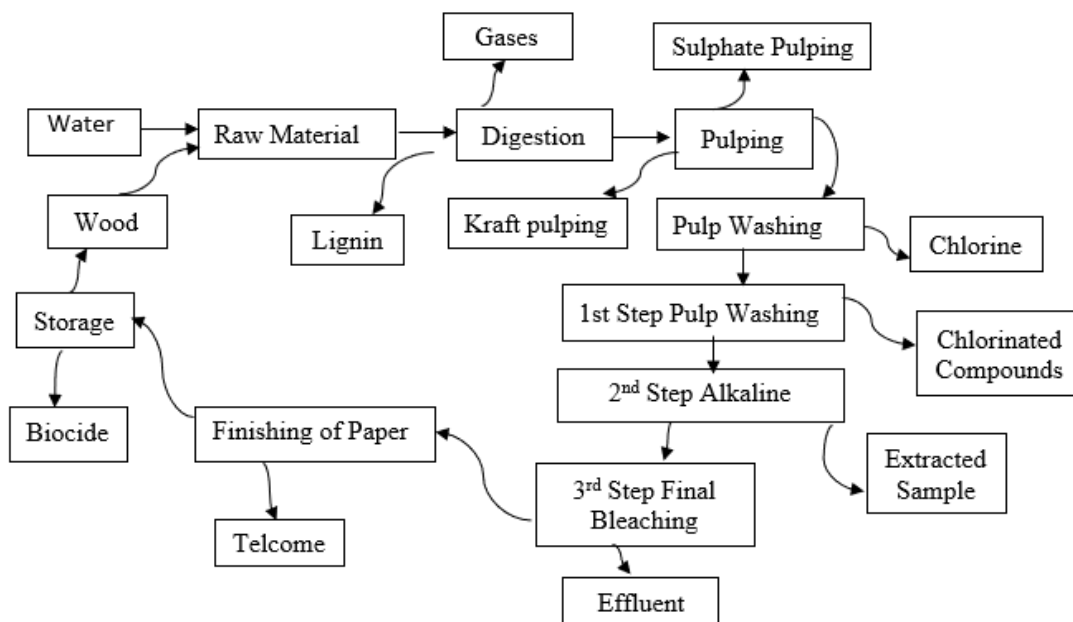 Gases
Sulphate Pulping
Water
Raw Material
Digestion
Pulping
Wood
Lignin
Kraft pulping
Pulp Washing
Chlorine
Storage
1st Step Pulp Washing
Chlorinated
Compounds
2nd Step Alkaline
Biocide
Finishing of Paper
Extracted
Sample
3rd Step Final
Bleaching
Telcome
Effluent